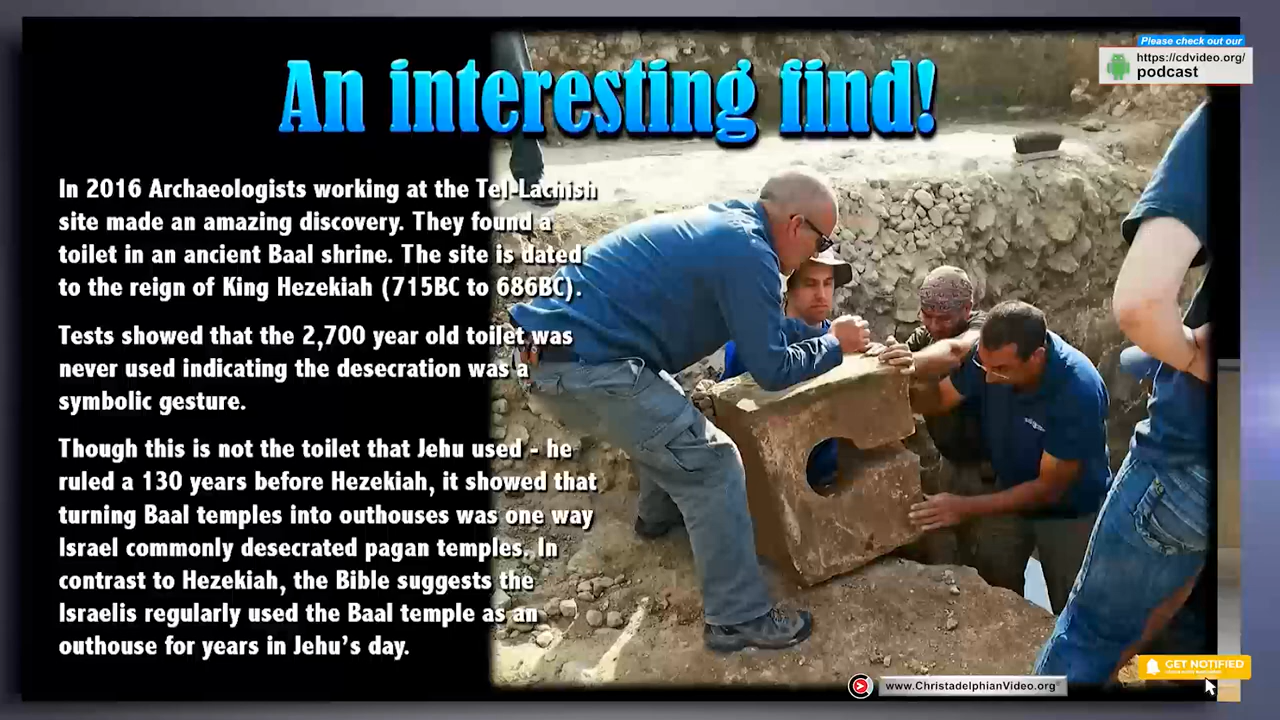 An interesting find!
Please check out our
https://cdvideo.org/
podcast
In 2016 Archaeologists working at the Tel-Lachish
site made an amazing discovery. They found a
toilet in an ancient Baal shrine. The site is dated
to the reign of King Hezekiah (715BC to 686BC).
Tests showed that the 2,700 year old toilet was
never used indicating the desecration was a
symbolic gesture.
Though this is not the toilet that Jehu used - he
ruled a 130 years before Hezekiah, it showed that
turning Baal temples into outhouses was one way
Israel commonly desecrated pagan temples. In
contrast to Hezekiah, the Bible suggests the
Israelis regularly used the Baal temple as an
outhouse for years in Jehu's day.
GET NOTIFIED
www.ChristadelphianVideo.org